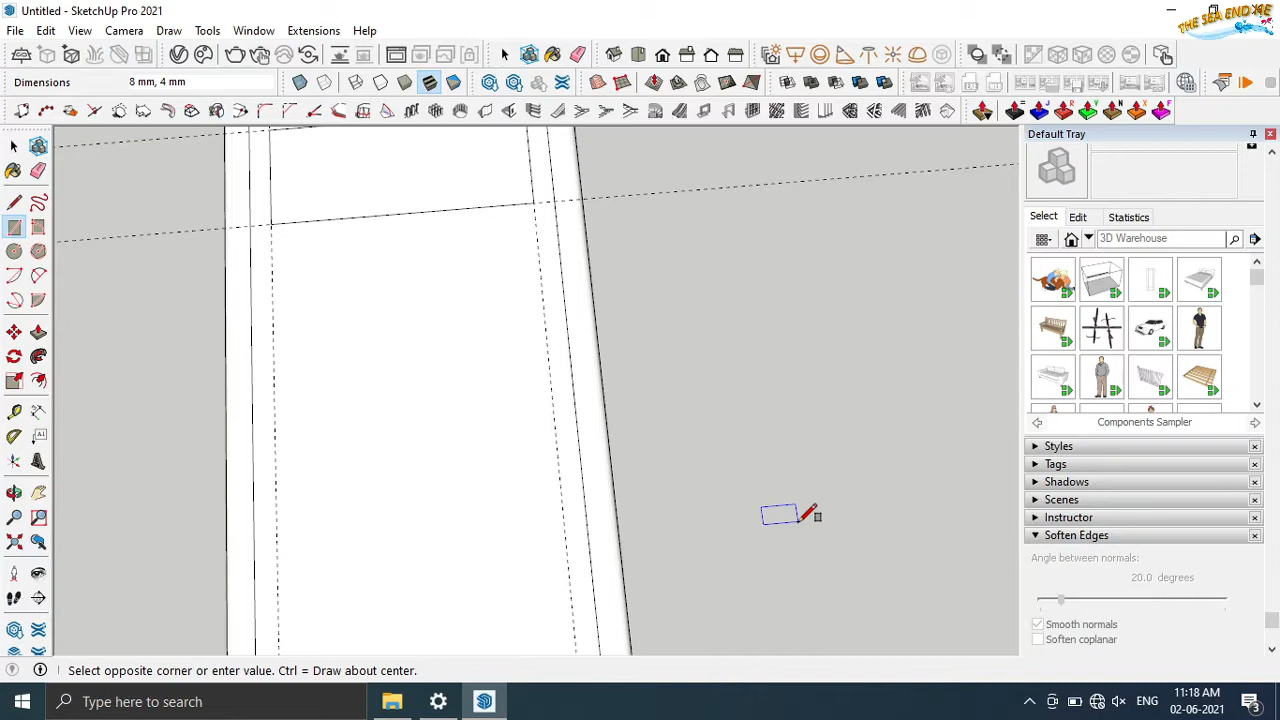 Untitled - SketchUp Pro 2021
THE SEA END ME
File Edit View Camera Draw Tools Window Extensions Help
Dimensions 8 mm, 4 mm
Default Tray
Select Edit Statistics
3D Warehouse
Components Sampler
Styles
Tags
Shadows
Scenes
Instructor
Soften Edges
Angle between normals:
20.0 degrees
Smooth normals
Soften coplanar
Select opposite corner or enter value. Ctrl = Draw about center.
Type here to search
ENG
11:18 AM
02-06-2021
3